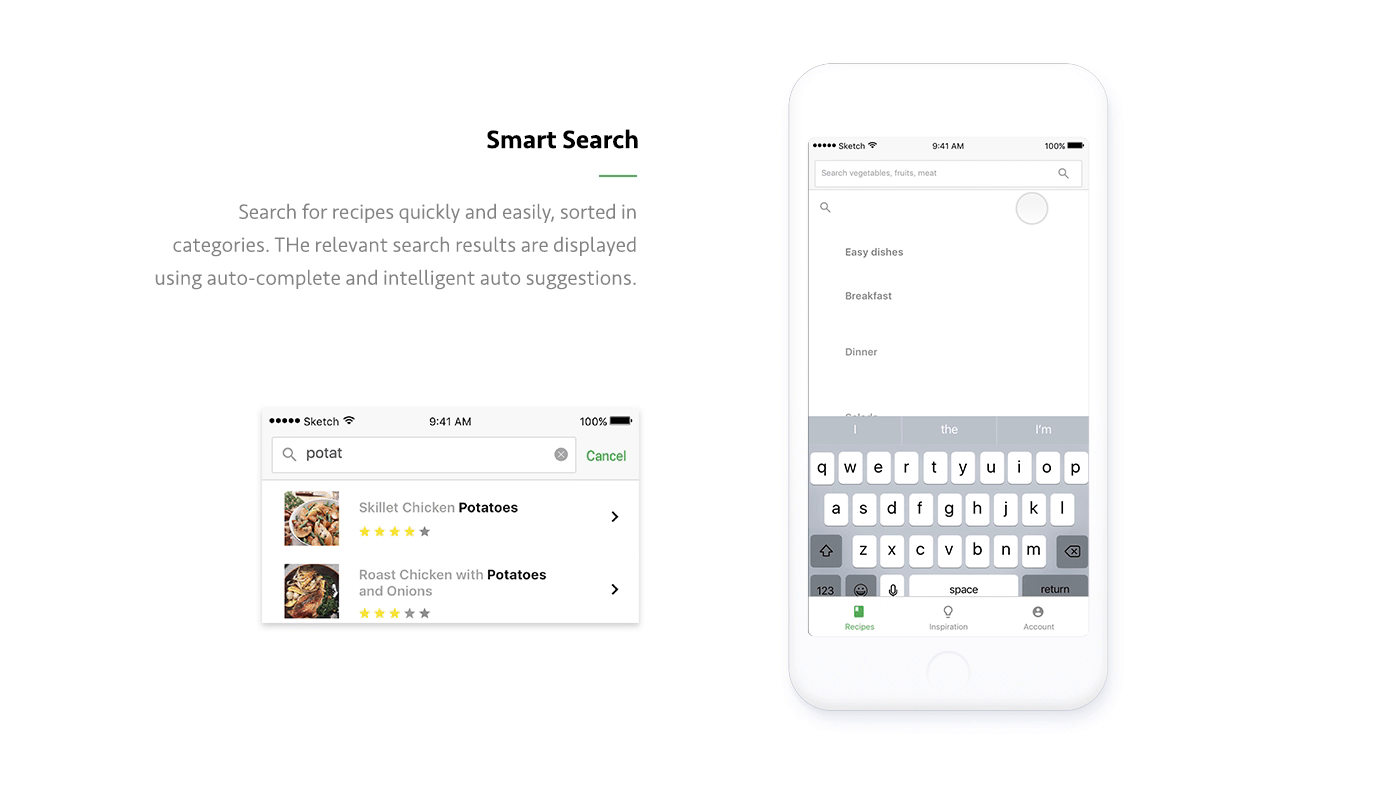 Smart Search
Search for recipes quickly and easily, sorted in
categories. THe relevant search results are displayed
using auto-complete and intelligent auto suggestions.
Sketch 9:41 AM 100%
potat Cancel
Skillet Chicken Potatoes
Roast Chicken with Potatoes
and Onions
Sketch 9:41 AM 100%
Search vegetables, fruits, meat
Easy dishes
Breakfast
Dinner
I the I'm
q w e r t y u i o p
a s d f g h j k l
z x c v b n m
123 space return
Recipes Inspiration Account